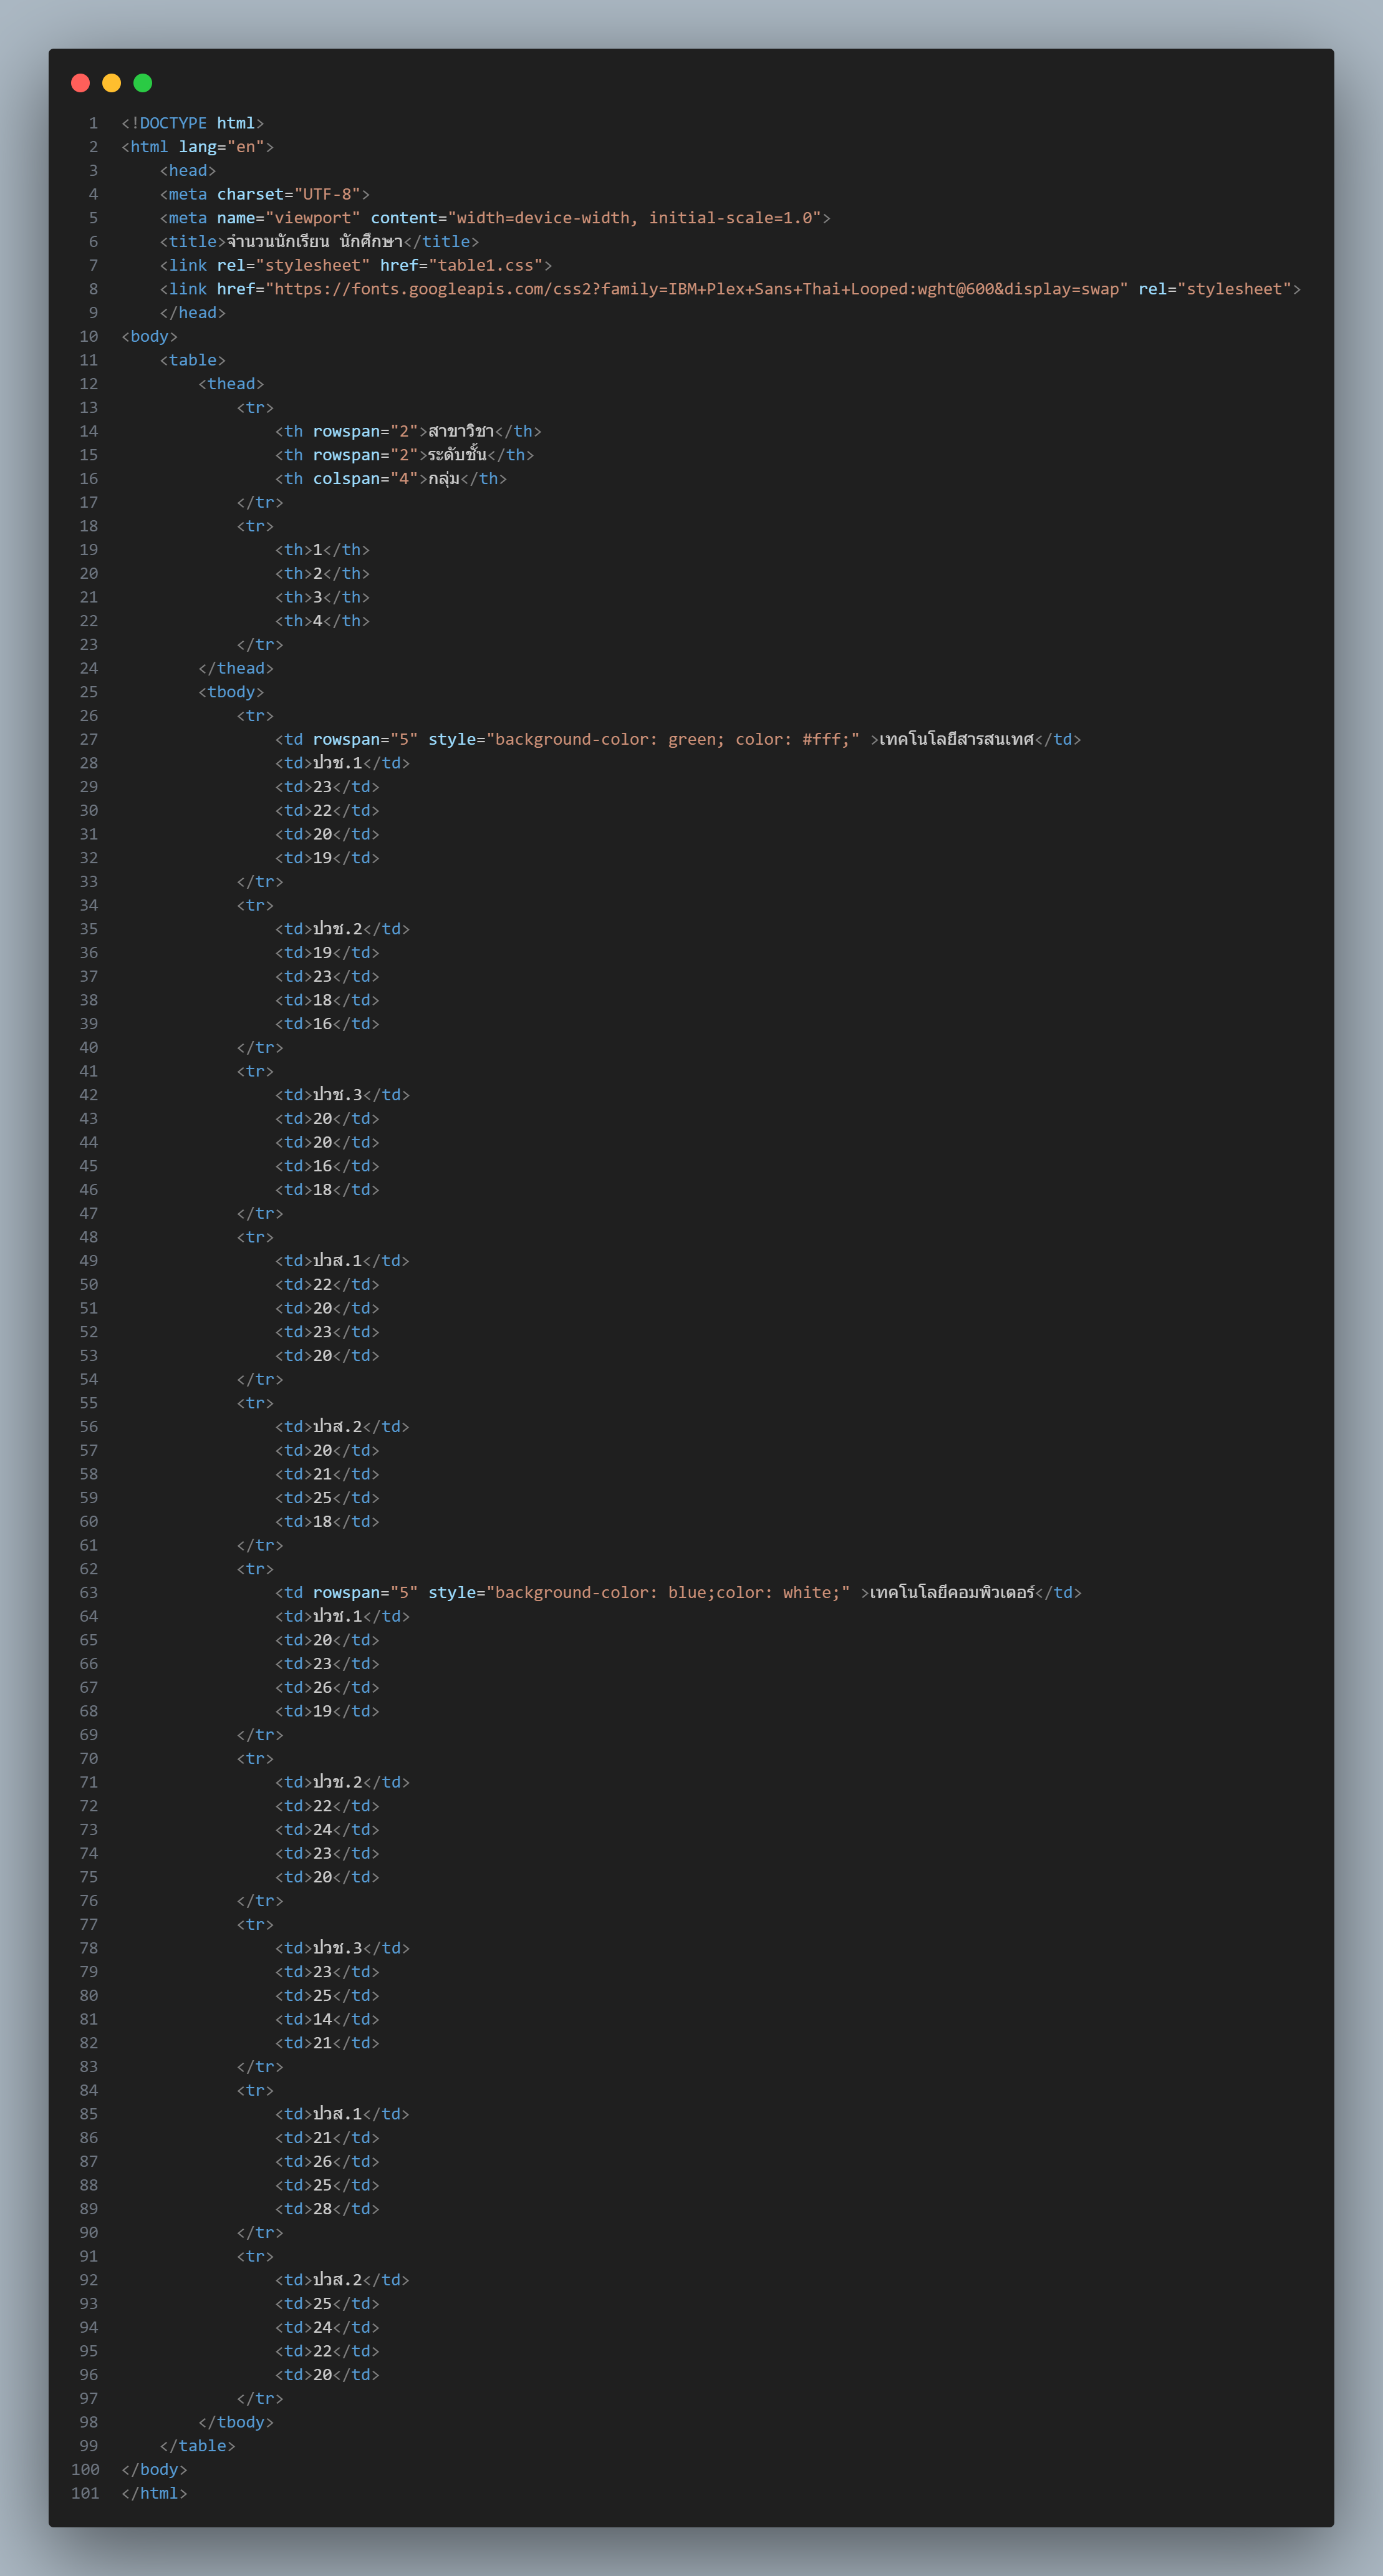 1 <!DOCTYPE html>
2 <html lang="en">
3     <head>
4     <meta charset="UTF-8">
5     <meta name="viewport" content="width=device-width, initial-scale=1.0">
6     <title>จำนวนนักเรียน นักศึกษา</title>
7     <link rel="stylesheet" href="table1.css">
8     <link href="https://fonts.googleapis.com/css2?family=IBM+Plex+Sans+Thai+Looped:wght@600&display=swap" rel="stylesheet">
9     </head>
10 <body>
11     <table>
12         <thead>
13             <tr>
14                 <th rowspan="2">สาขาวิชา</th>
15                 <th rowspan="2">ระดับชั้น</th>
16                 <th colspan="4">กลุ่ม</th>
17             </tr>
18             <tr>
19                 <th>1</th>
20                 <th>2</th>
21                 <th>3</th>
22                 <th>4</th>
23             </tr>
24         </thead>
25         <tbody>
26             <tr>
27                 <td rowspan="5" style="background-color: green; color: #fff;" >เทคโนโลยีสารสนเทศ</td>
28                 <td>ปวช.1</td>
29                 <td>23</td>
30                 <td>22</td>
31                 <td>20</td>
32                 <td>19</td>
33             </tr>
34             <tr>
35                 <td>ปวช.2</td>
36                 <td>19</td>
37                 <td>23</td>
38                 <td>18</td>
39                 <td>16</td>
40             </tr>
41             <tr>
42                 <td>ปวช.3</td>
43                 <td>20</td>
44                 <td>20</td>
45                 <td>16</td>
46                 <td>18</td>
47             </tr>
48             <tr>
49                 <td>ปวส.1</td>
50                 <td>22</td>
51                 <td>20</td>
52                 <td>23</td>
53                 <td>20</td>
54             </tr>
55             <tr>
56                 <td>ปวส.2</td>
57                 <td>20</td>
58                 <td>21</td>
59                 <td>25</td>
60                 <td>18</td>
61             </tr>
62             <tr>
63                 <td rowspan="5" style="background-color: blue;color: white;" >เทคโนโลยีคอมพิวเตอร์</td>
64                 <td>ปวช.1</td>
65                 <td>20</td>
66                 <td>23</td>
67                 <td>26</td>
68                 <td>19</td>
69             </tr>
70             <tr>
71                 <td>ปวช.2</td>
72                 <td>22</td>
73                 <td>24</td>
74                 <td>23</td>
75                 <td>20</td>
76             </tr>
77             <tr>
78                 <td>ปวช.3</td>
79                 <td>23</td>
80                 <td>25</td>
81                 <td>14</td>
82                 <td>21</td>
83             </tr>
84             <tr>
85                 <td>ปวส.1</td>
86                 <td>21</td>
87                 <td>26</td>
88                 <td>25</td>
89                 <td>28</td>
90             </tr>
91             <tr>
92                 <td>ปวส.2</td>
93                 <td>25</td>
94                 <td>24</td>
95                 <td>22</td>
96                 <td>20</td>
97             </tr>
98         </tbody>
99     </table>
100 </body>
101 </html>